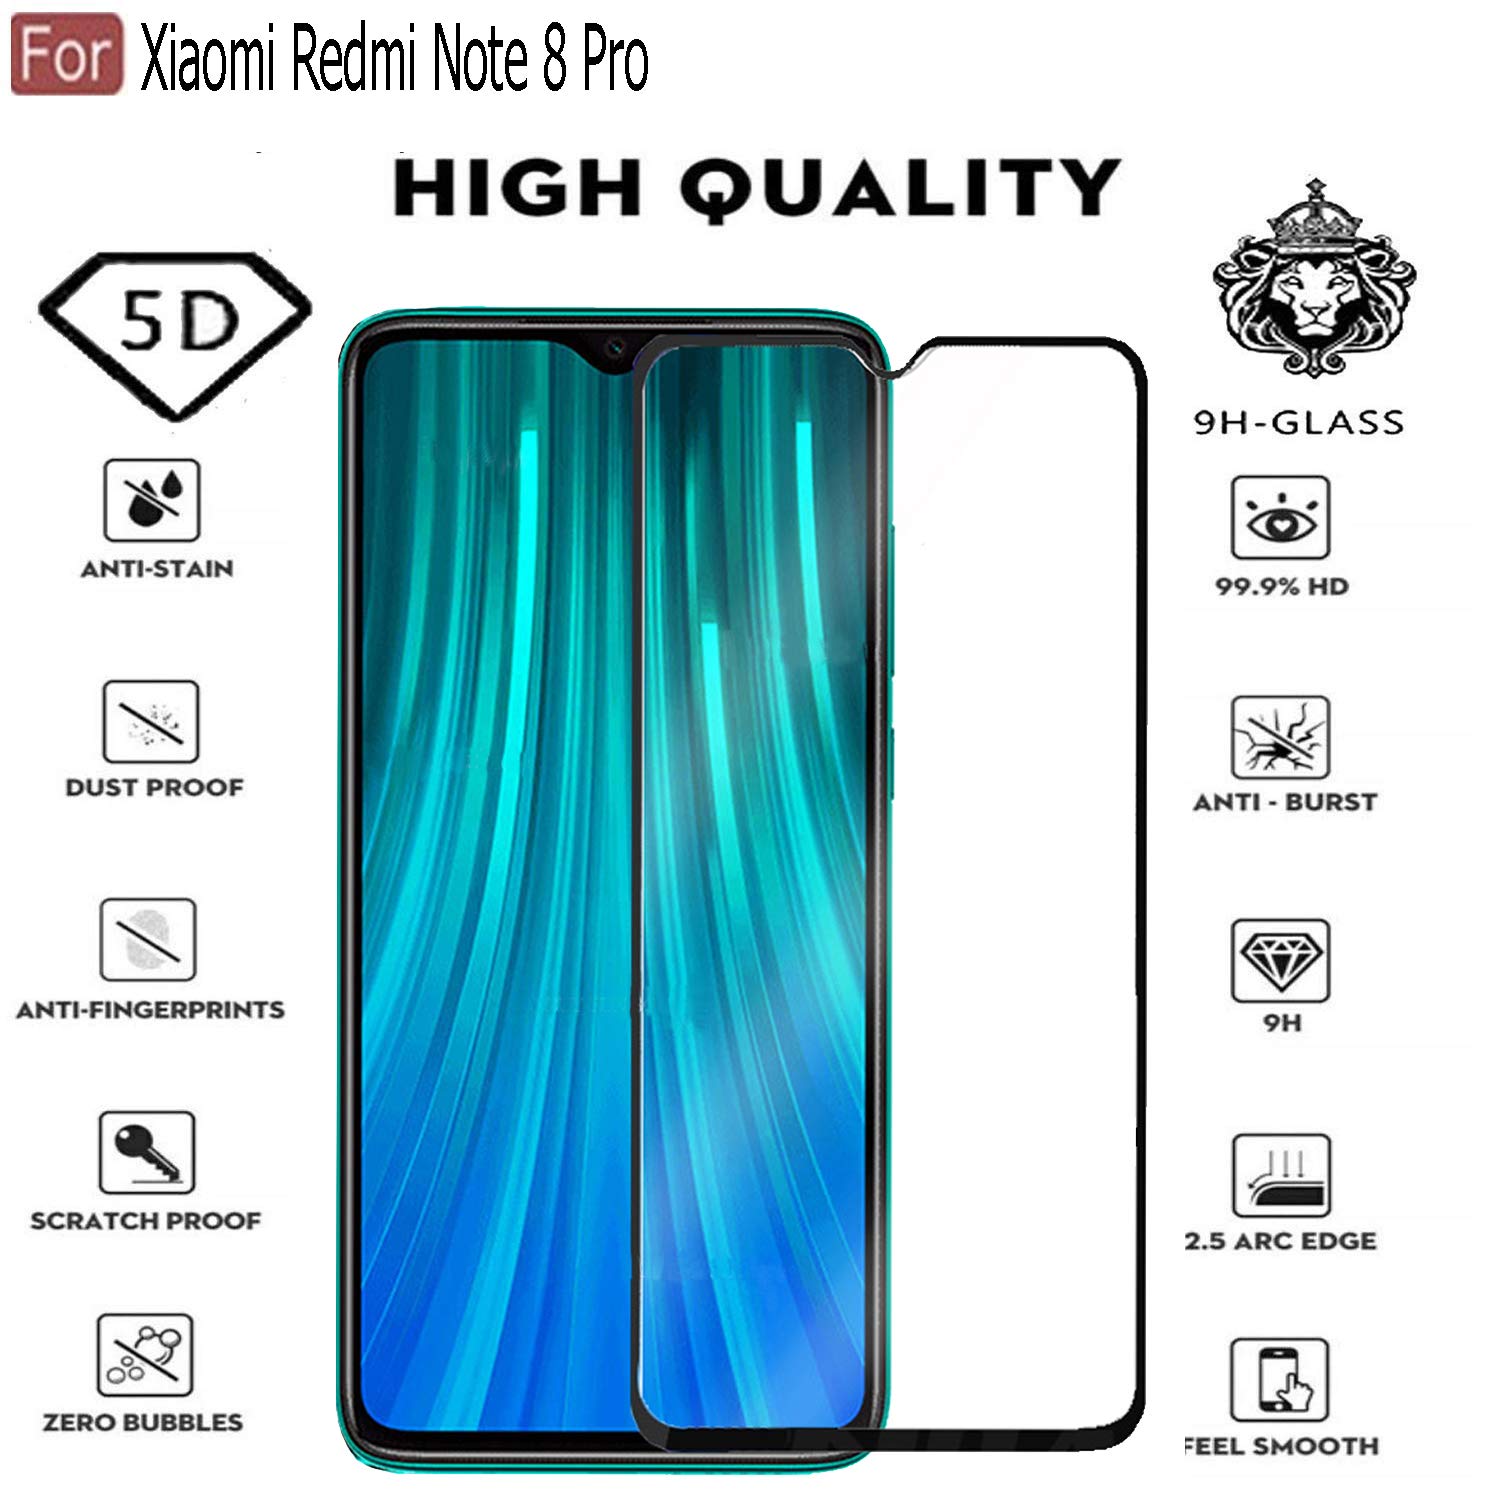 For Xiaomi Redmi Note 8 Pro
HIGH QUALITY
5D
ANTI-STAIN
DUST PROOF
ANTI-FINGERPRINTS
SCRATCH PROOF
ZERO BUBBLES
9H-GLASS
99.9% HD
ANTI - BURST
9H
2.5 ARC EDGE
FEEL SMOOTH